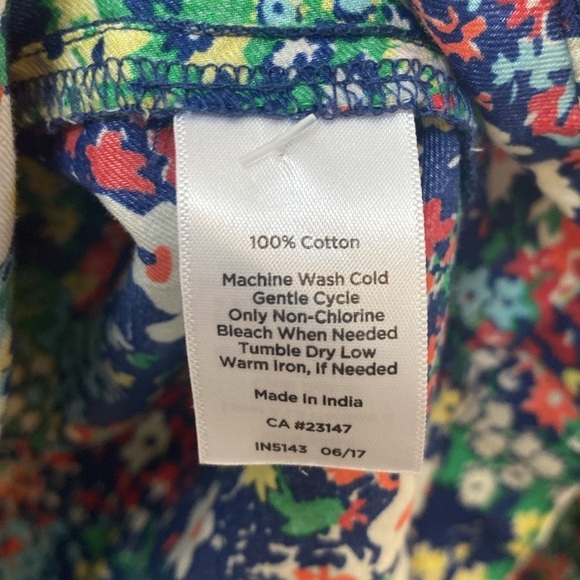 100% Cotton
Machine Wash Cold
Gentle Cycle
Only Non-Chlorine
Bleach When Needed
Tumble Dry Low
Warm Iron, If Needed
Made In India
CA #23147
IN5143 06/17